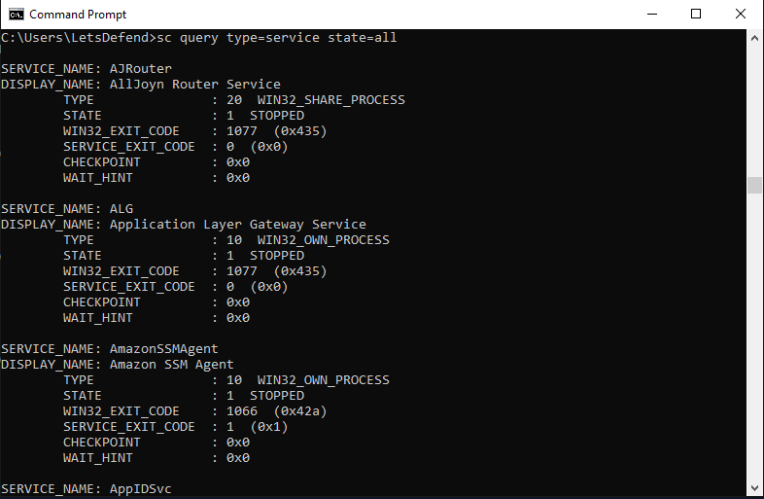 Command Prompt
C:\Users\LetsDefend>sc query type=service state=all
SERVICE_NAME: AJRouter
DISPLAY_NAME: AllJoyn Router Service
        TYPE               : 20  WIN32_SHARE_PROCESS
        STATE              : 1  STOPPED
        WIN32_EXIT_CODE    : 1077  (0x435)
        SERVICE_EXIT_CODE  : 0  (0x0)
        CHECKPOINT         : 0x0
        WAIT_HINT          : 0x0
SERVICE_NAME: ALG
DISPLAY_NAME: Application Layer Gateway Service
        TYPE               : 10  WIN32_OWN_PROCESS
        STATE              : 1  STOPPED
        WIN32_EXIT_CODE    : 1077  (0x435)
        SERVICE_EXIT_CODE  : 0  (0x0)
        CHECKPOINT         : 0x0
        WAIT_HINT          : 0x0
SERVICE_NAME: AmazonSSMAgent
DISPLAY_NAME: Amazon SSM Agent
        TYPE               : 10  WIN32_OWN_PROCESS
        STATE              : 1  STOPPED
        WIN32_EXIT_CODE    : 1066  (0x42a)
        SERVICE_EXIT_CODE  : 1  (0x1)
        CHECKPOINT         : 0x0
        WAIT_HINT          : 0x0
SERVICE_NAME: AppIDSvc